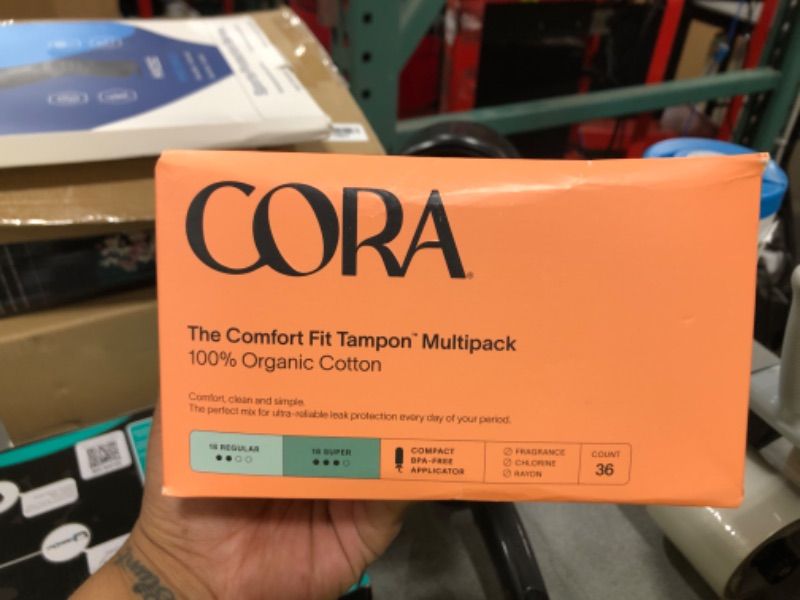 CORA
The Comfort Fit Tampon™ Multipack
100% Organic Cotton
Comfort, clean and simple.
The perfect mix for ultra-reliable leak protection every day of your period.
18 REGULAR
18 SUPER
COMPACT
BPA-FREE
APPLICATOR
FRAGRANCE
CHLORINE
RAYON
COUNT
36